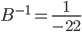 B^{-1} = \frac{1}{-22}